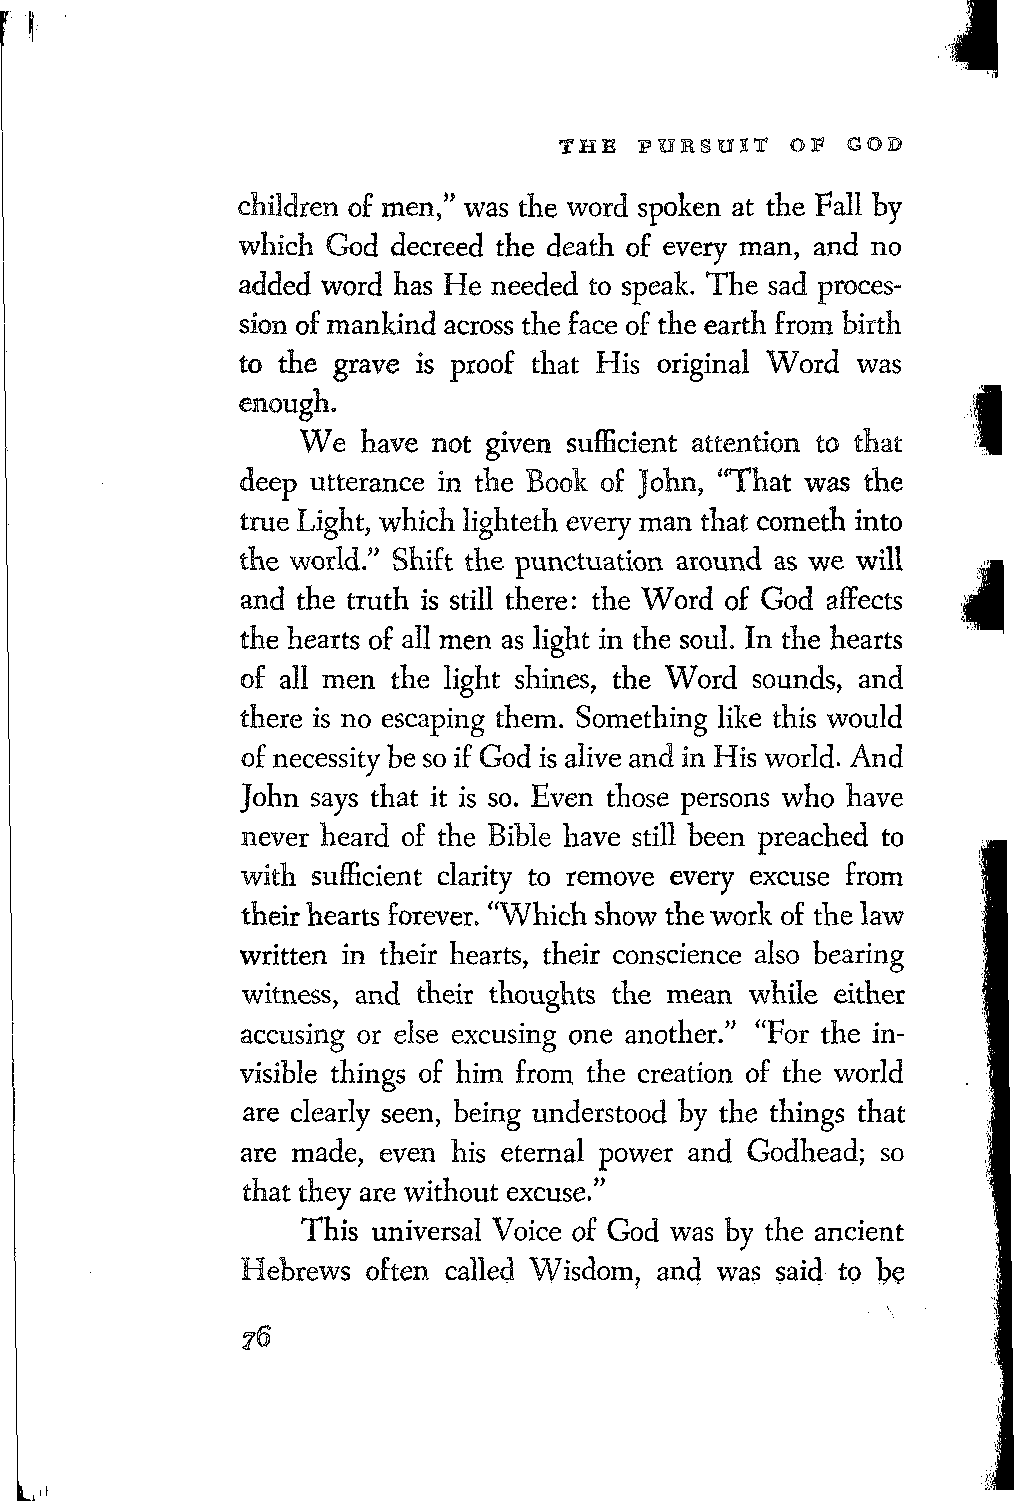 THE PURSUIT OF GOD
children of men," was the word spoken at the Fall by
which God decreed the death of every man, and no
added word has He needed to speak. The sad proces-
sion of mankind across the face of the earth from birth
to the grave is proof that His original Word was
enough.
We have not given sufficient attention to that
deep utterance in the Book of John, "That was the
true Light, which lighteth every man that cometh into
the world." Shift the punctuation around as we will
and the truth is still there: the Word of God affects
the hearts of all men as light in the soul. In the hearts
of all men the light shines, the Word sounds, and
there is no escaping them. Something like this would
of necessity be so if God is alive and in His world. And
John says that it is so. Even those persons who have
never heard of the Bible have still been preached to
with sufficient clarity to remove every excuse from
their hearts forever. "Which show the work of the law
written in their hearts, their conscience also bearing
witness, and their thoughts the mean while either
accusing or else excusing one another." "For the in-
visible things of him from the creation of the world
are clearly seen, being understood by the things that
are made, even his eternal power and Godhead; so
that they are without excuse."
This universal Voice of God was by the ancient
Hebrews often called Wisdom, and was said to be
76